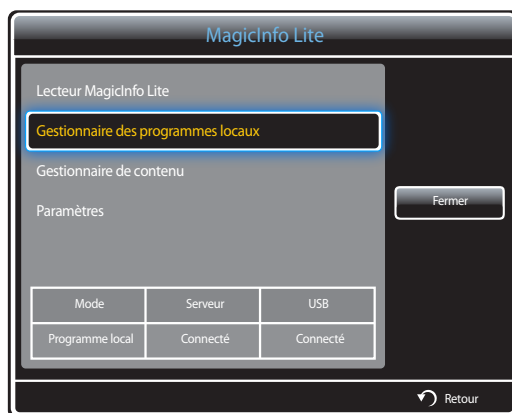 MagicInfo Lite
Lecteur MagicInfo Lite
Gestionnaire des programmes locaux
Gestionnaire de contenu
Paramètres
Fermer
Mode Serveur USB
Programme local Connecté Connecté
Retour